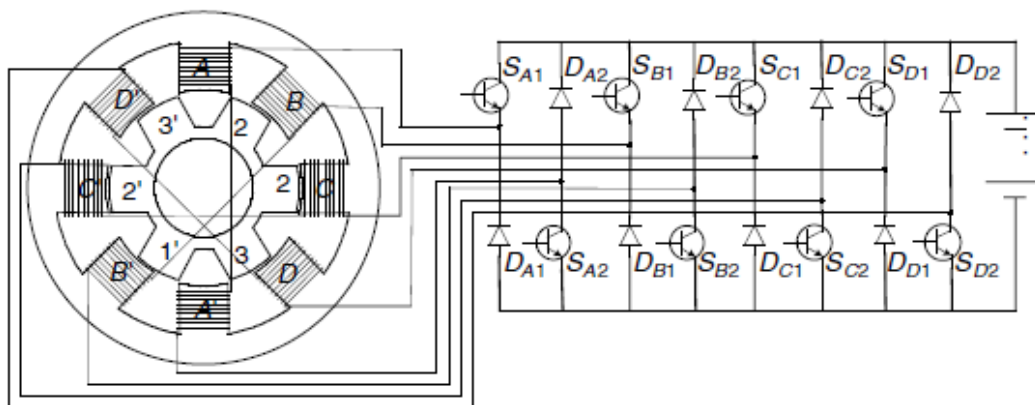 A
D'
B
3'
2
C'
2'
2
C
1'
3
B'
D
A'
S_A1 D_A2 S_B1 D_B2 S_C1 D_C2 S_D1 D_D2
D_A1 S_A2 D_B1 S_B2 D_C1 S_C2 D_D1 S_D2